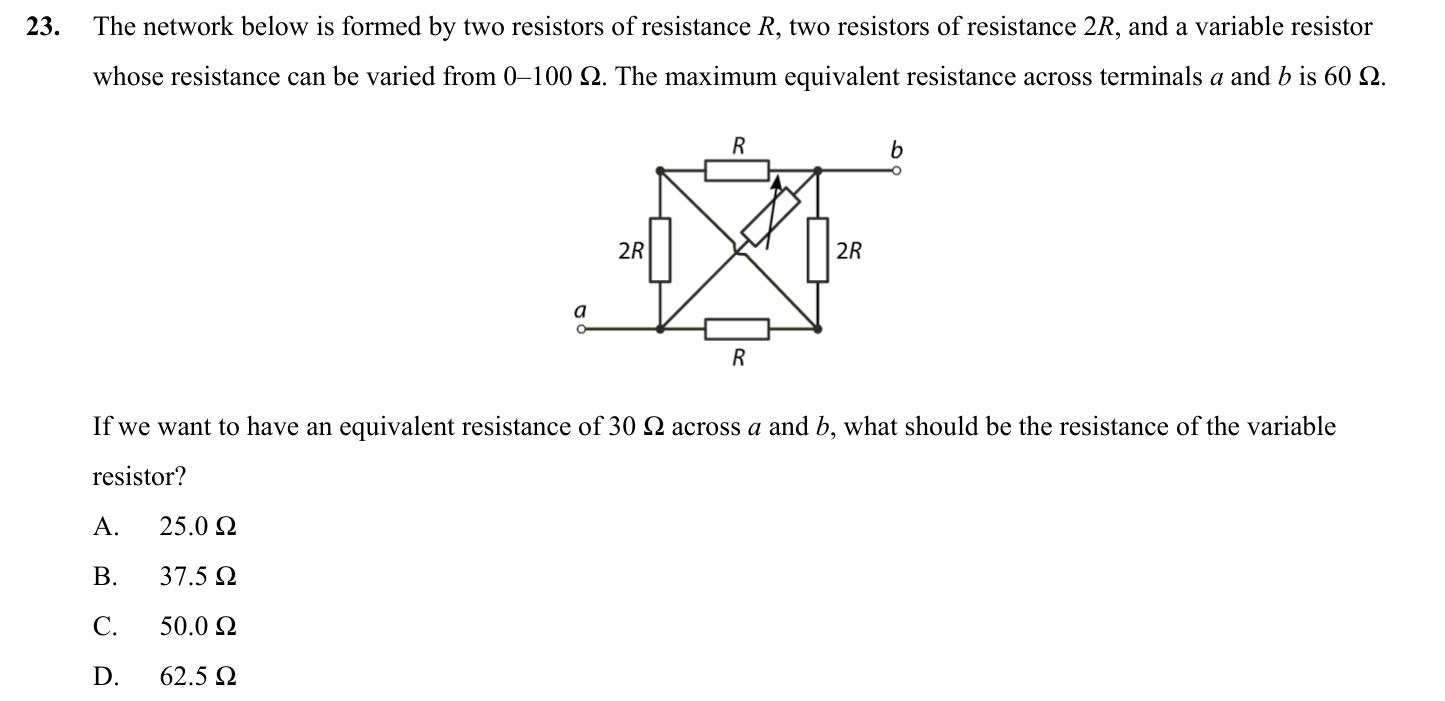 23. The network below is formed by two resistors of resistance R, two resistors of resistance 2R, and a variable resistor
whose resistance can be varied from 0–100 Ω. The maximum equivalent resistance across terminals a and b is 60 Ω.
R
b
2R
2R
a
R
If we want to have an equivalent resistance of 30 Ω across a and b, what should be the resistance of the variable
resistor?
A. 25.0 Ω
B. 37.5 Ω
C. 50.0 Ω
D. 62.5 Ω